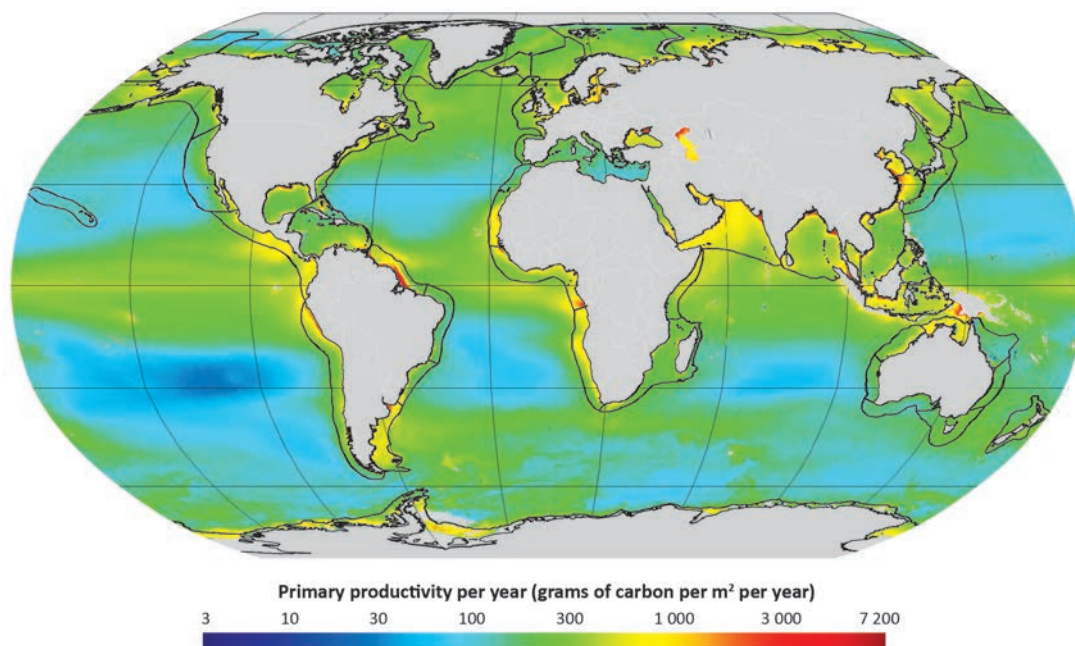 Primary productivity per year (grams of carbon per m² per year)
3 10 30 100 300 1 000 3 000 7 200